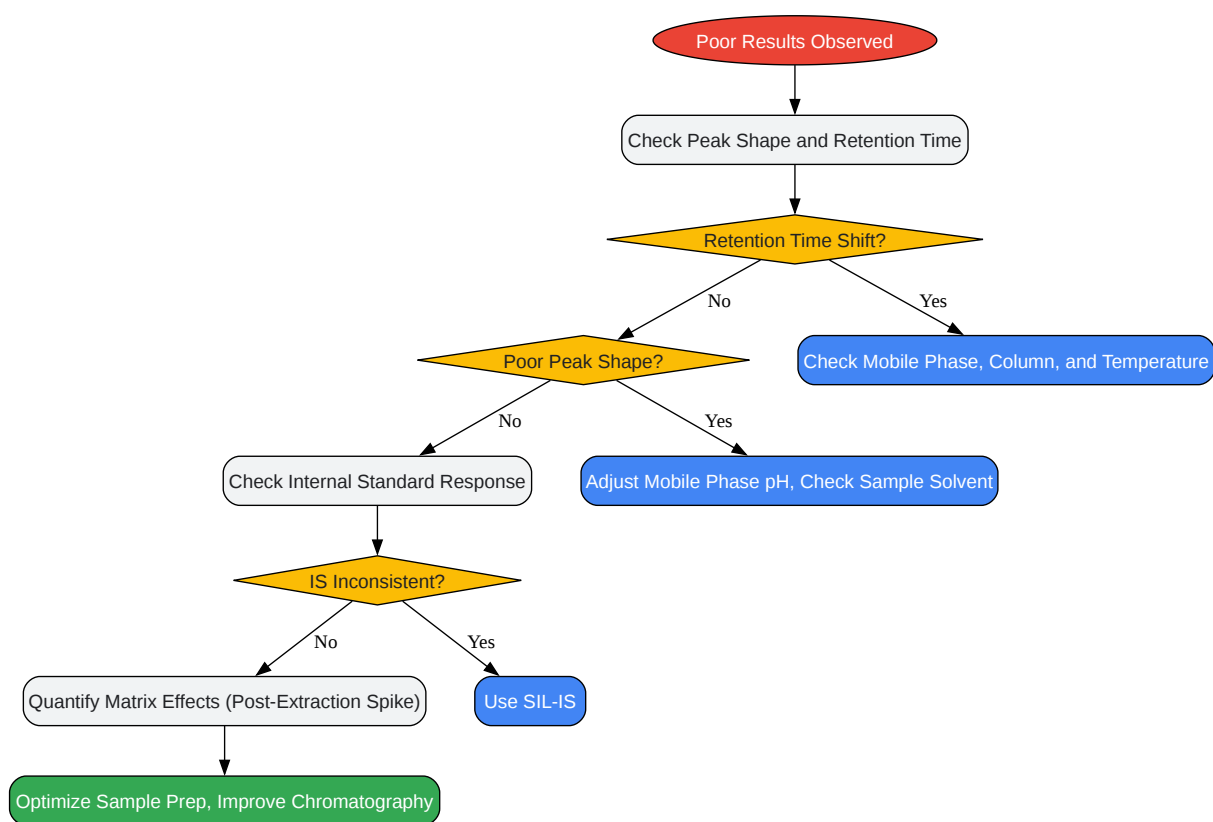 Poor Results Observed
Check Peak Shape and Retention Time
Retention Time Shift?
No
Yes
Poor Peak Shape?
Check Mobile Phase, Column, and Temperature
No
Yes
Check Internal Standard Response
Adjust Mobile Phase pH, Check Sample Solvent
IS Inconsistent?
No
Yes
Quantify Matrix Effects (Post-Extraction Spike)
Use SIL-IS
Optimize Sample Prep, Improve Chromatography